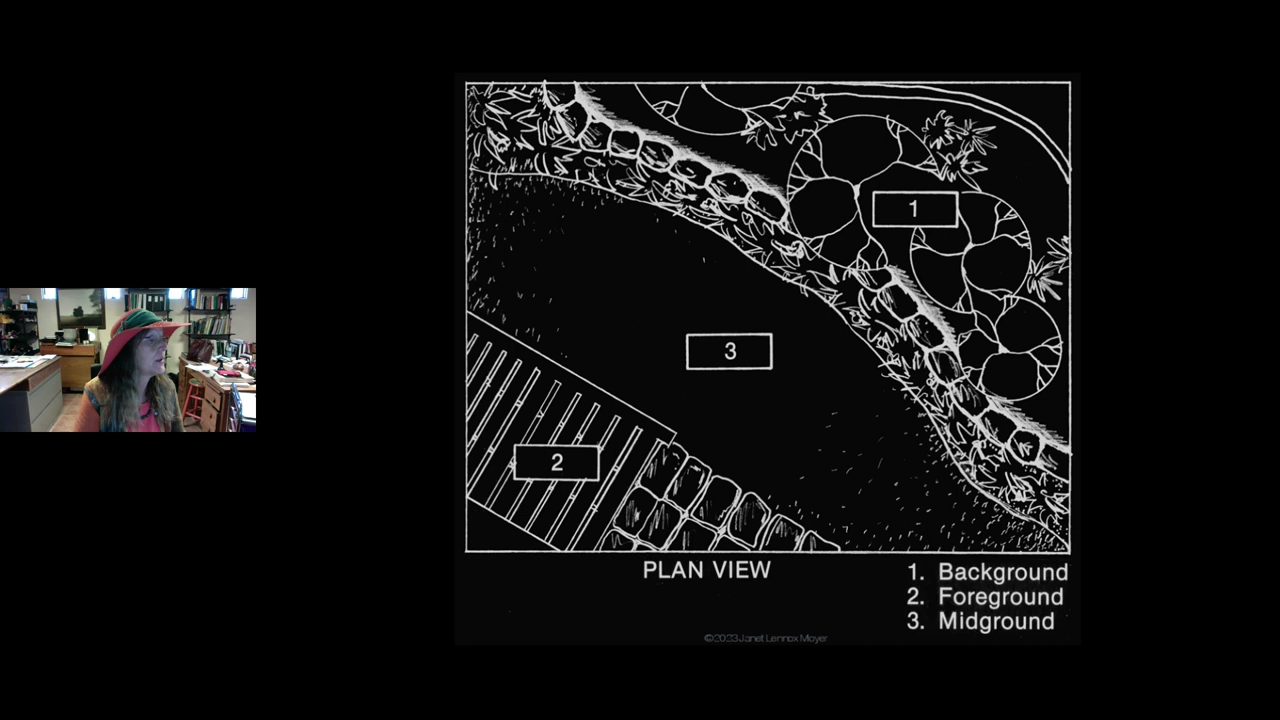 1
3
2
PLAN VIEW
1. Background
2. Foreground
3. Midground
©2023 Janet Lennox Moyer